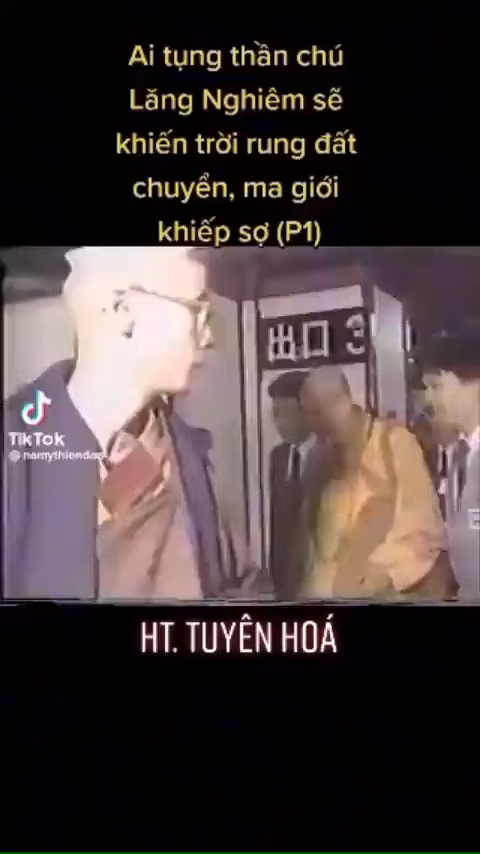 Ai tụng thần chú
Lăng Nghiêm sẽ
khiến trời rung đất
chuyển, ma giới
khiếp sợ (P1)
出口 3
TikTok
HT. TUYÊN HOÁ